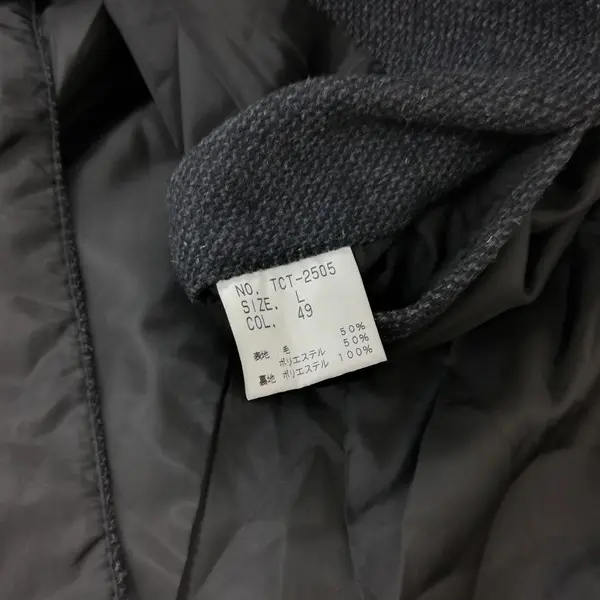 NO. TCT-2505
SIZE. L
COL. 49
表地 毛 50%
ポリエステル 50%
裏地 ポリエステル 100%